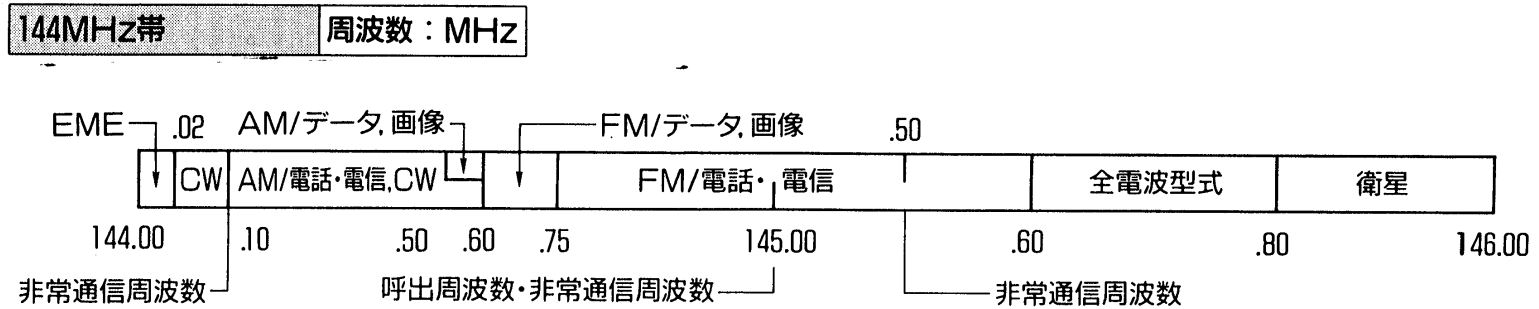 144MHz帯 周波数：MHz
EME .02 AM/データ,画像 FM/データ,画像 .50
CW AM/電話・電信,CW FM/電話・電信 全電波型式 衛星
144.00 .10 .50 .60 .75 145.00 .60 .80 146.00
非常通信周波数 呼出周波数・非常通信周波数 非常通信周波数